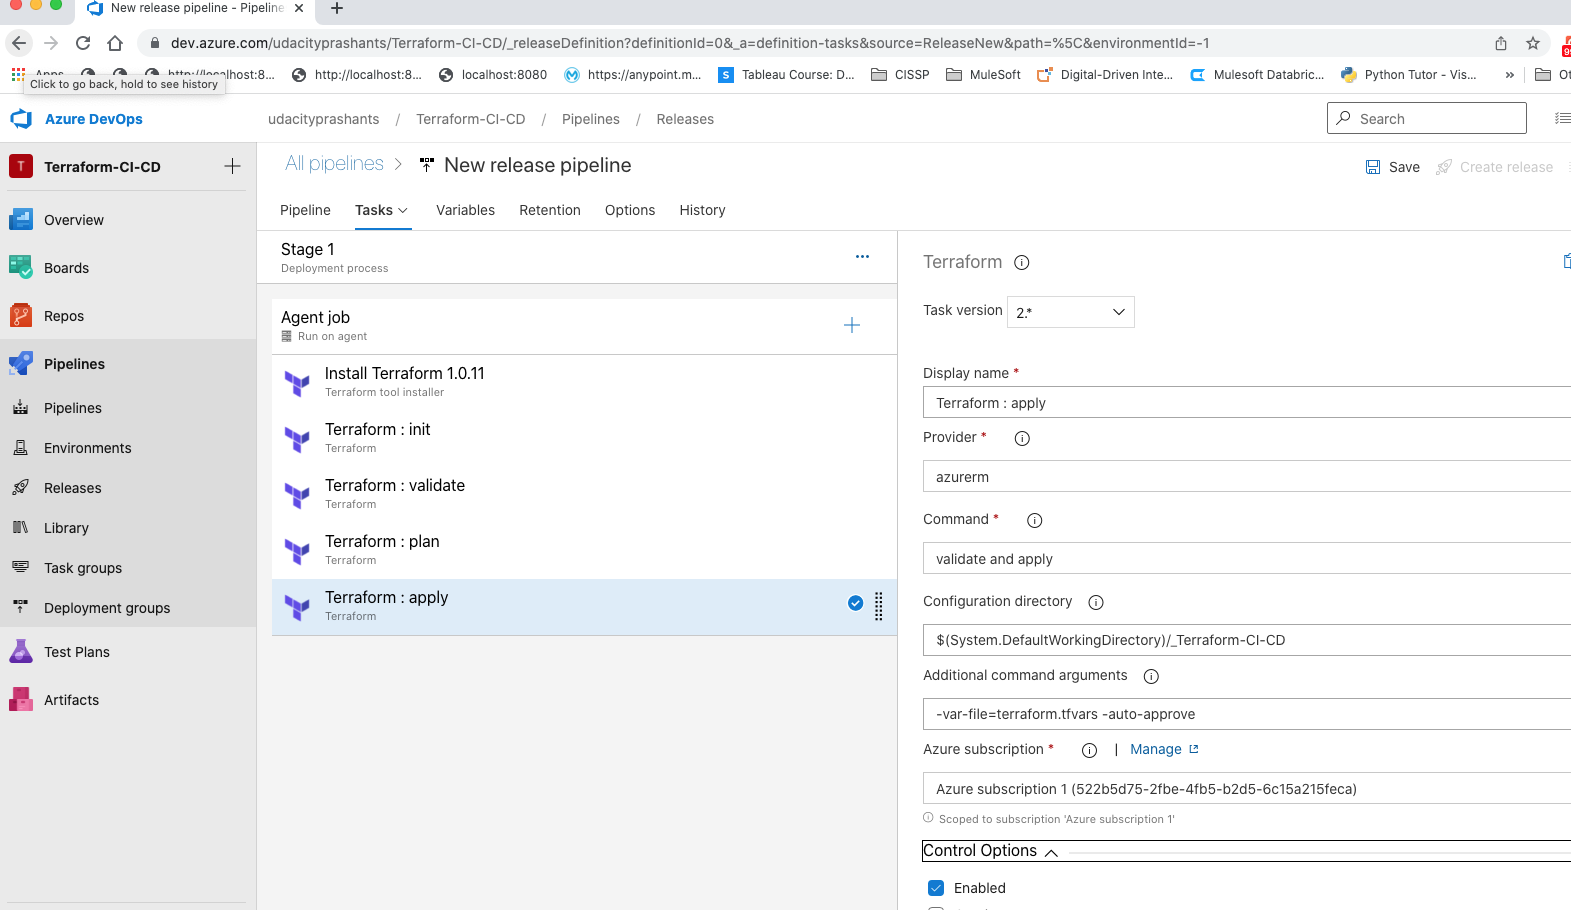 New release pipeline - Pipeline
dev.azure.com/udacityprashants/Terraform-CI-CD/_releaseDefinition?definitionId=0&_a=definition-tasks&source=ReleaseNew&path=%5C&environmentId=-1
Apps
http://localhost:8...
http://localhost:8...
localhost:8080
https://anypoint.m...
Tableau Course: D...
CISSP
MuleSoft
Digital-Driven Inte...
Mulesoft Databric...
Python Tutor - Vis...
»
Click to go back, hold to see history
Azure DevOps
udacityprashants / Terraform-CI-CD / Pipelines / Releases
Search
T Terraform-CI-CD
All pipelines > New release pipeline
Save
Create release
Overview
Boards
Repos
Pipelines
Pipelines
Environments
Releases
Library
Task groups
Deployment groups
Test Plans
Artifacts
Pipeline Tasks Variables Retention Options History
Stage 1
Deployment process
Agent job
Run on agent
Install Terraform 1.0.11
Terraform tool installer
Terraform : init
Terraform
Terraform : validate
Terraform
Terraform : plan
Terraform
Terraform : apply
Terraform
Terraform
Task version 2.*
Display name *
Terraform : apply
Provider *
azurerm
Command *
validate and apply
Configuration directory
$(System.DefaultWorkingDirectory)/_Terraform-CI-CD
Additional command arguments
-var-file=terraform.tfvars -auto-approve
Azure subscription * | Manage
Azure subscription 1 (522b5d75-2fbe-4fb5-b2d5-6c15a215feca)
Scoped to subscription 'Azure subscription 1'
Control Options
Enabled